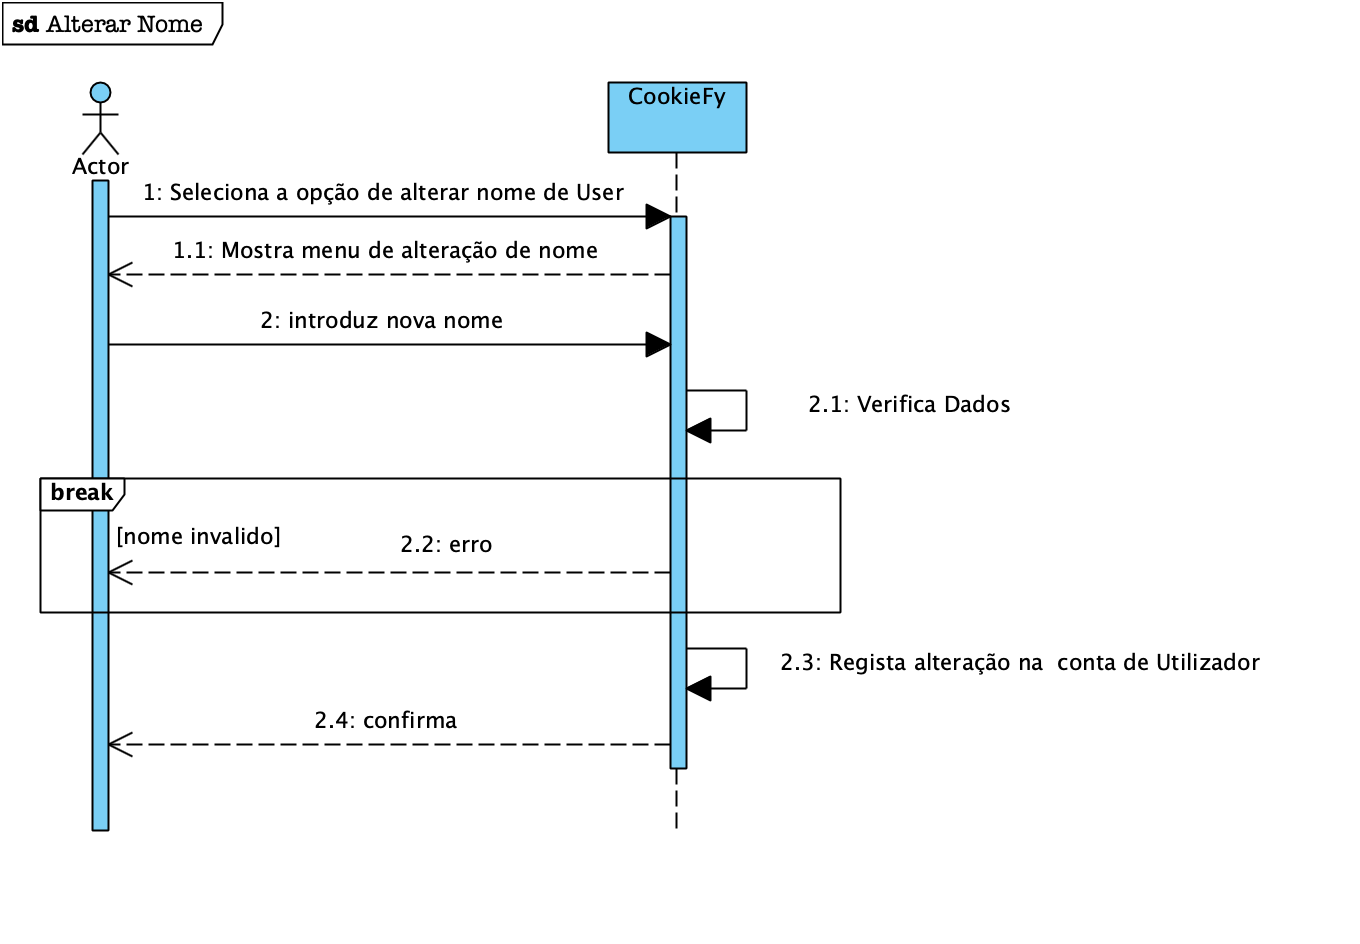 sd Alterar Nome
CookieFy
Actor
1: Seleciona a opção de alterar nome de User
1.1: Mostra menu de alteração de nome
2: introduz nova nome
2.1: Verifica Dados
break
[nome invalido]
2.2: erro
2.3: Regista alteração na  conta de Utilizador
2.4: confirma